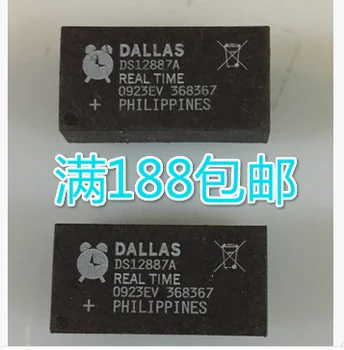 DALLAS
DS12887A
REAL TIME
0923EV 368367
+ PHILIPPINES
满188包邮
DALLAS
DS12887A
REAL TIME
0923EV 368367
+ PHILIPPINES